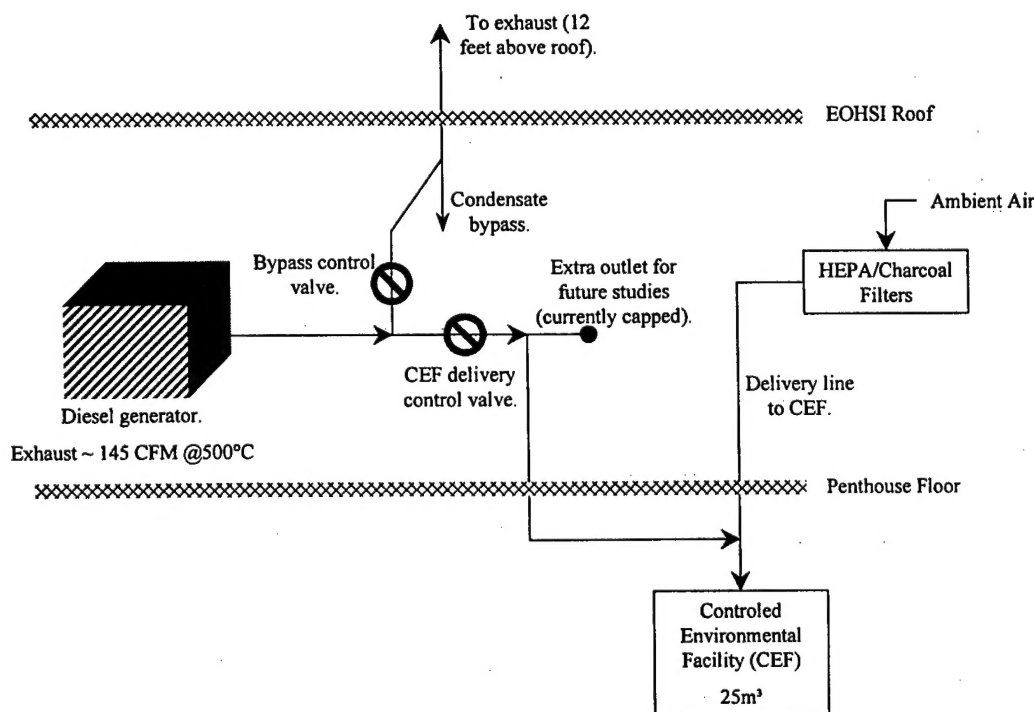 To exhaust (12
feet above roof).
EOHSI Roof
Condensate
bypass.
Ambient Air
Bypass control
valve.
Extra outlet for
future studies
(currently capped).
HEPA/Charcoal
Filters
CEF delivery
control valve.
Delivery line
to CEF.
Diesel generator.
Exhaust ~ 145 CFM @500°C
Penthouse Floor
Controled
Environmental
Facility (CEF)
25m³